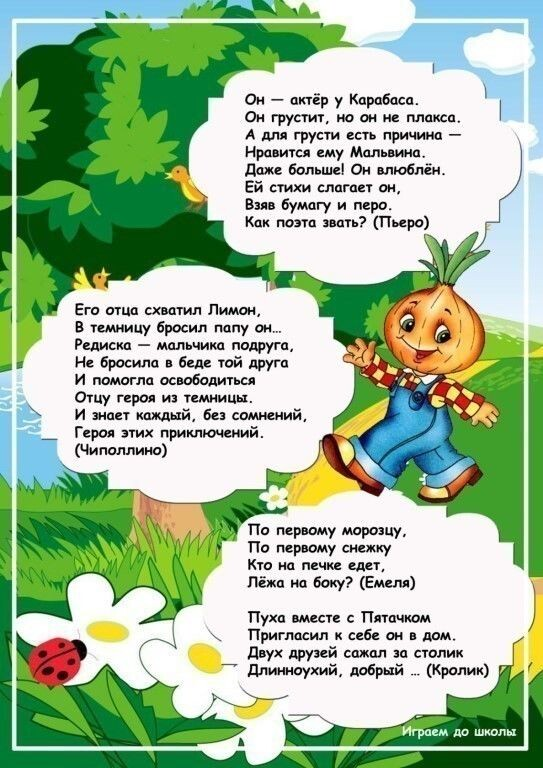 Он — актёр у Карабаса.
Он грустит, но он не плакса.
А для грусти есть причина —
Нравится ему Мальвина.
Даже больше! Он влюблён.
Ей стихи слагает он,
Взяв бумагу и перо.
Как поэта звать? (Пьеро)
Его отца схватил Лимон,
В темницу бросил папу он...
Редиска — мальчика подруга,
Не бросила в беде той друга
И помогла освободиться
Отцу героя из темницы.
И знает каждый, без сомнений,
Героя этих приключений.
(Чиполлино)
По первому морозцу,
По первому снежку
Кто на печке едет,
Лёжа на боку? (Емеля)
Пуха вместе с Пятачком
Пригласил к себе он в дом.
Двух друзей сажал за столик
Длинноухий, добрый ... (Кролик)
Играем до школы